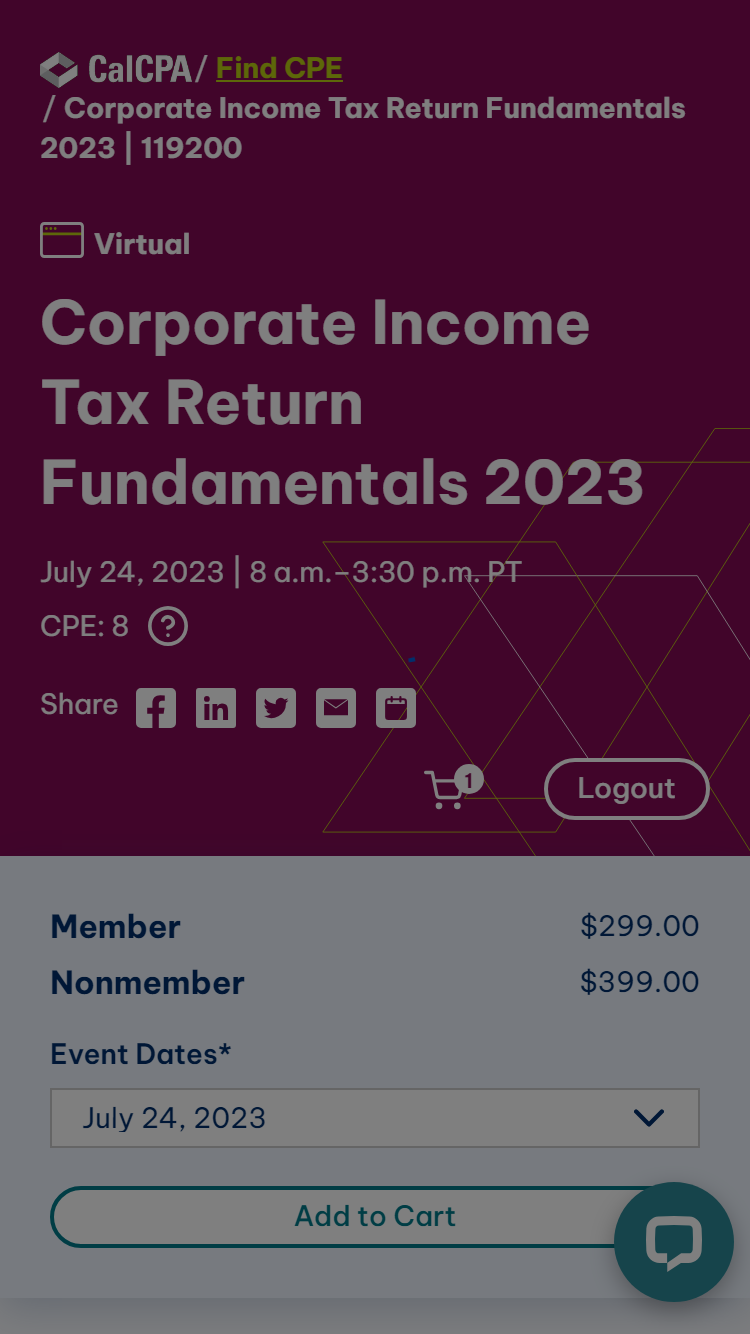 CalCPA / Find CPE
/ Corporate Income Tax Return Fundamentals
2023 | 119200
Virtual
Corporate Income
Tax Return
Fundamentals 2023
July 24, 2023 | 8 a.m.–3:30 p.m. PT
CPE: 8 ?
Share
1 Logout
Member $299.00
Nonmember $399.00
Event Dates*
July 24, 2023
Add to Cart